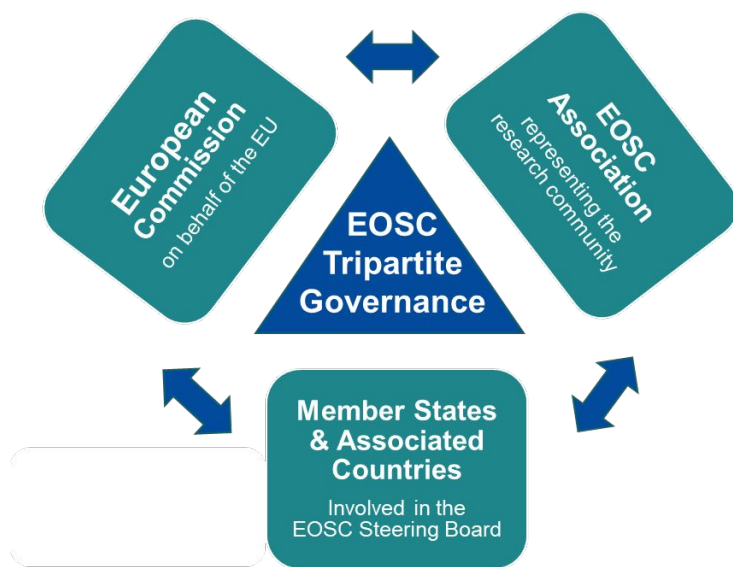 European
Commission
on behalf of the EU
EOSC
Association
representing the
research community
EOSC
Tripartite
Governance
Member States
& Associated
Countries
Involved in the
EOSC Steering Board